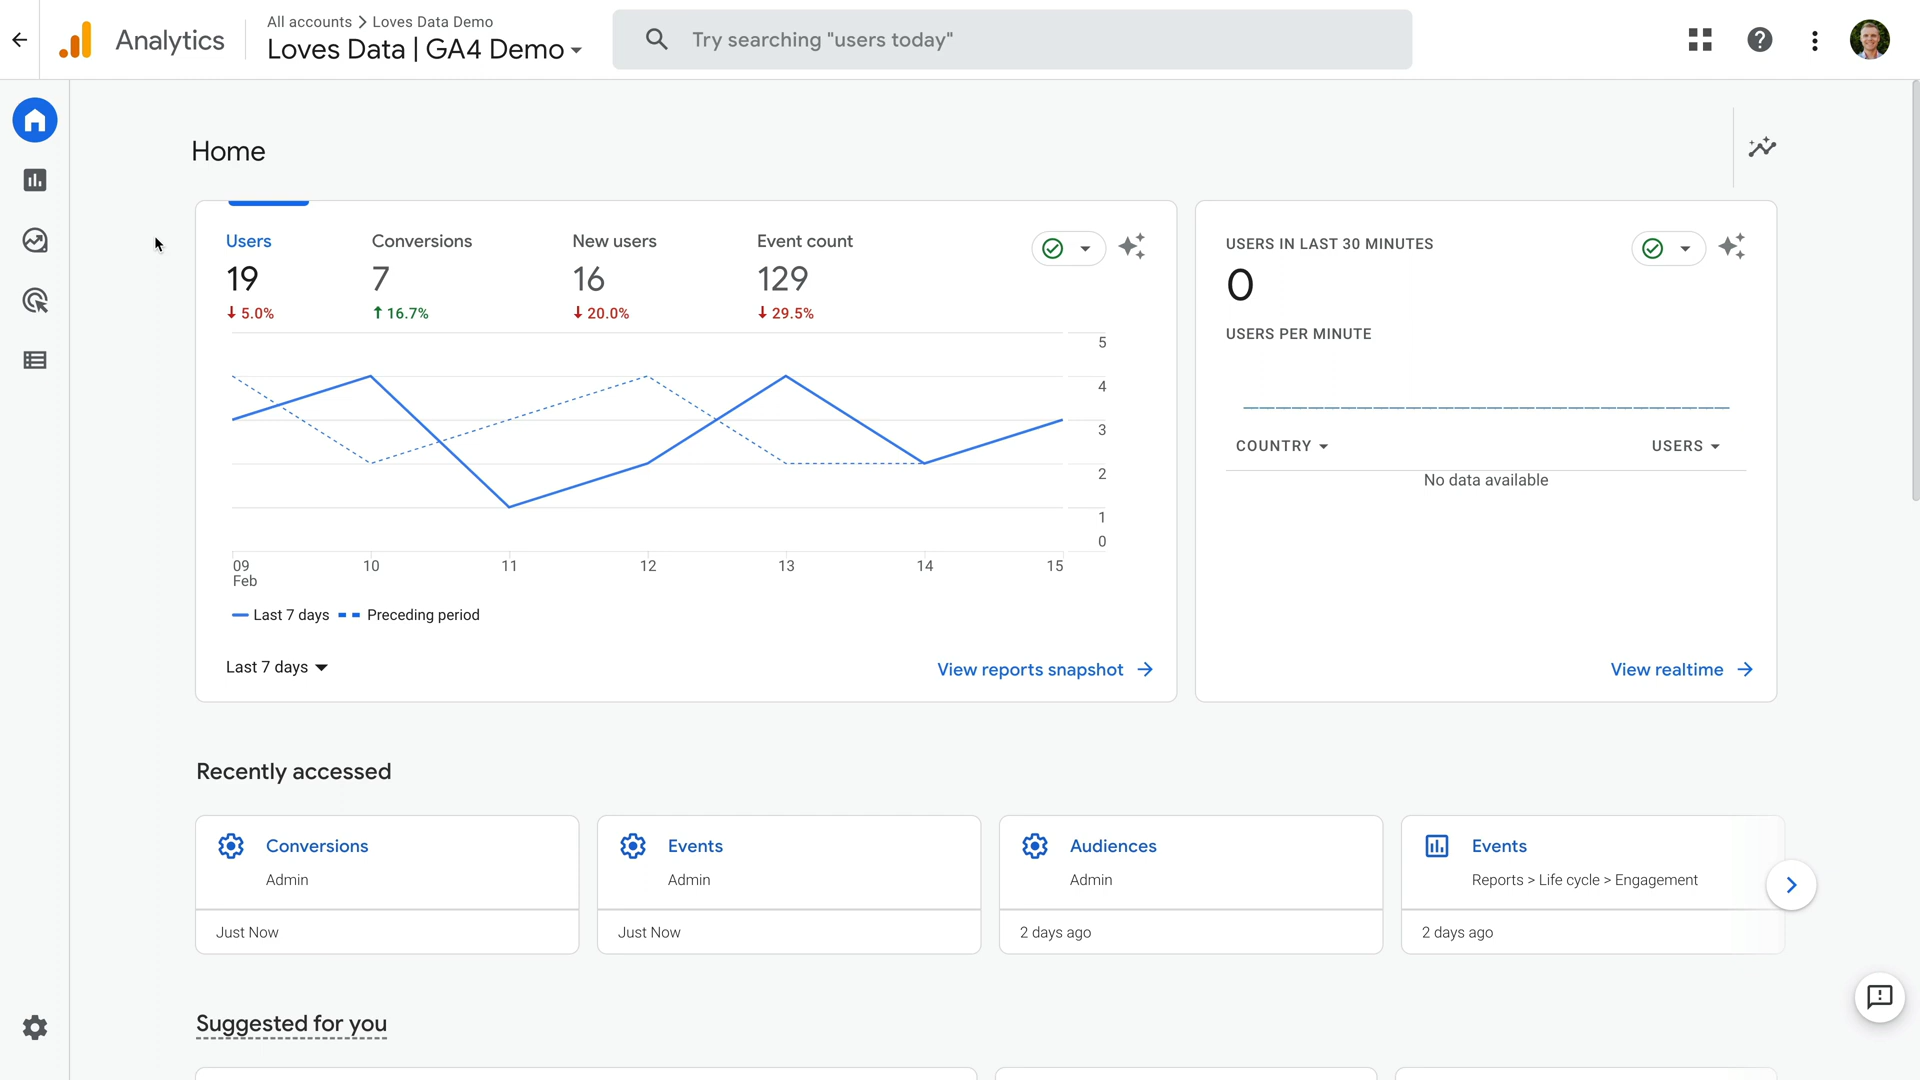 Analytics
All accounts > Loves Data Demo
Loves Data | GA4 Demo
Try searching "users today"
Home
Users
19
5.0%
Conversions
7
16.7%
New users
16
20.0%
Event count
129
29.5%
5
4
3
2
1
0
09
Feb
10
11
12
13
14
15
Last 7 days
Preceding period
Last 7 days
View reports snapshot
USERS IN LAST 30 MINUTES
0
USERS PER MINUTE
COUNTRY
USERS
No data available
View realtime
Recently accessed
Conversions
Admin
Just Now
Events
Admin
Just Now
Audiences
Admin
2 days ago
Events
Reports > Life cycle > Engagement
2 days ago
Suggested for you